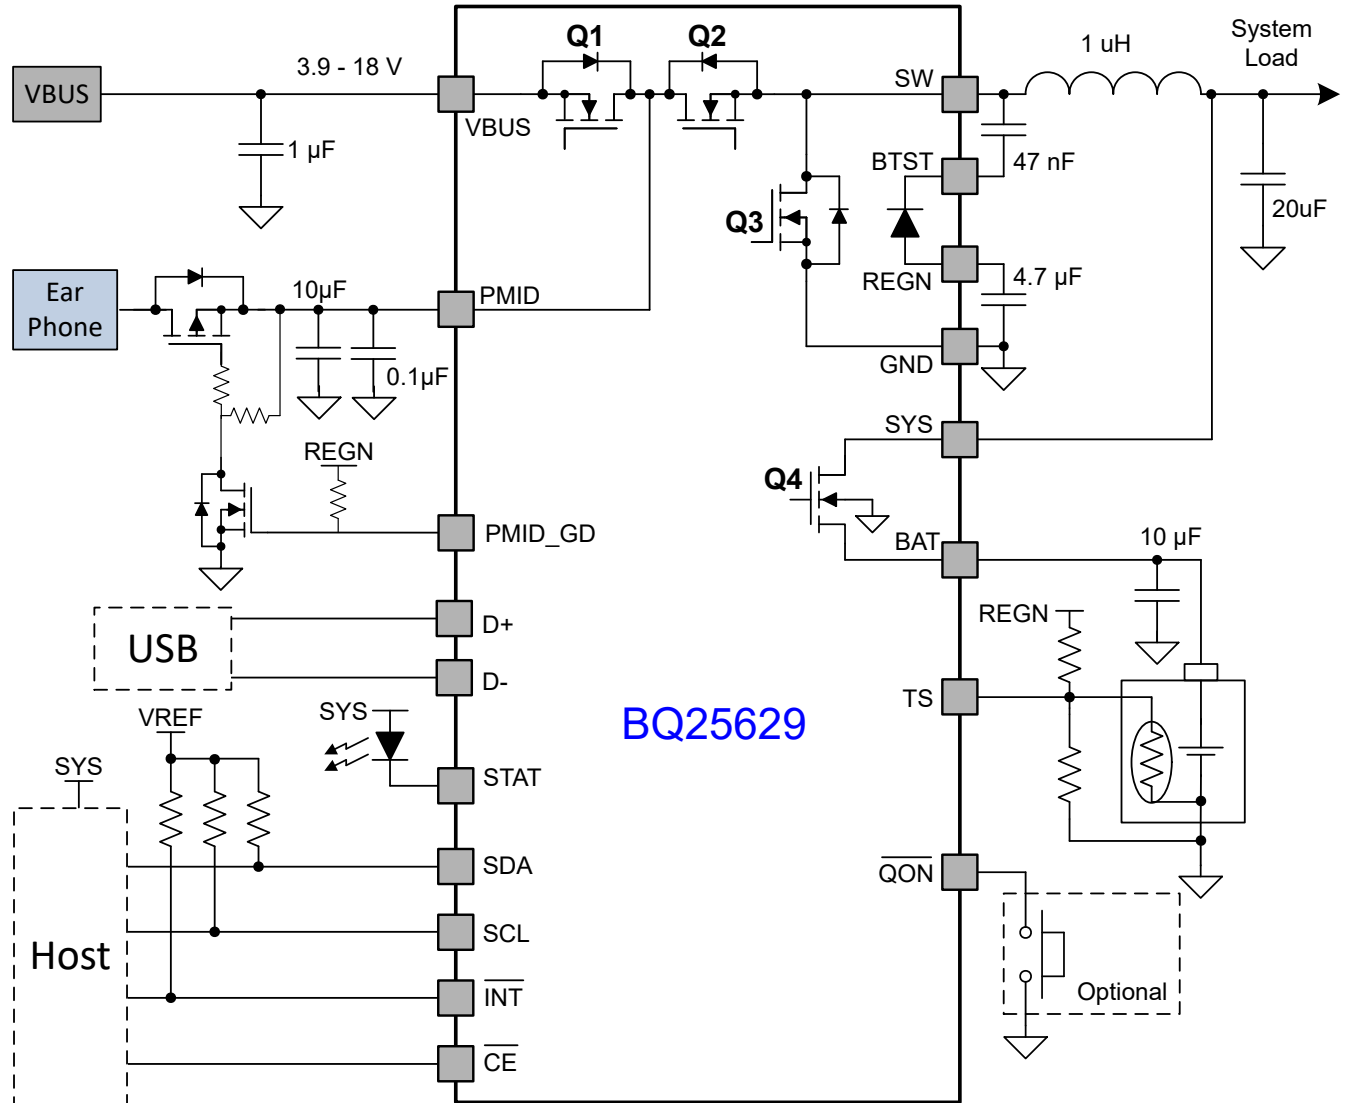 Q1
Q2
System
Load
1 uH
3.9 - 18 V
SW
VBUS
VBUS
1 µF
BTST
47 nF
20uF
Q3
REGN
4.7 µF
Ear
Phone
10µF
PMID
0.1µF
GND
SYS
REGN
Q4
PMID_GD
BAT
10 µF
REGN
D+
USB
D-
TS
BQ25629
SYS
VREF
STAT
SYS
SDA
QON
SCL
Host
INT
Optional
CE